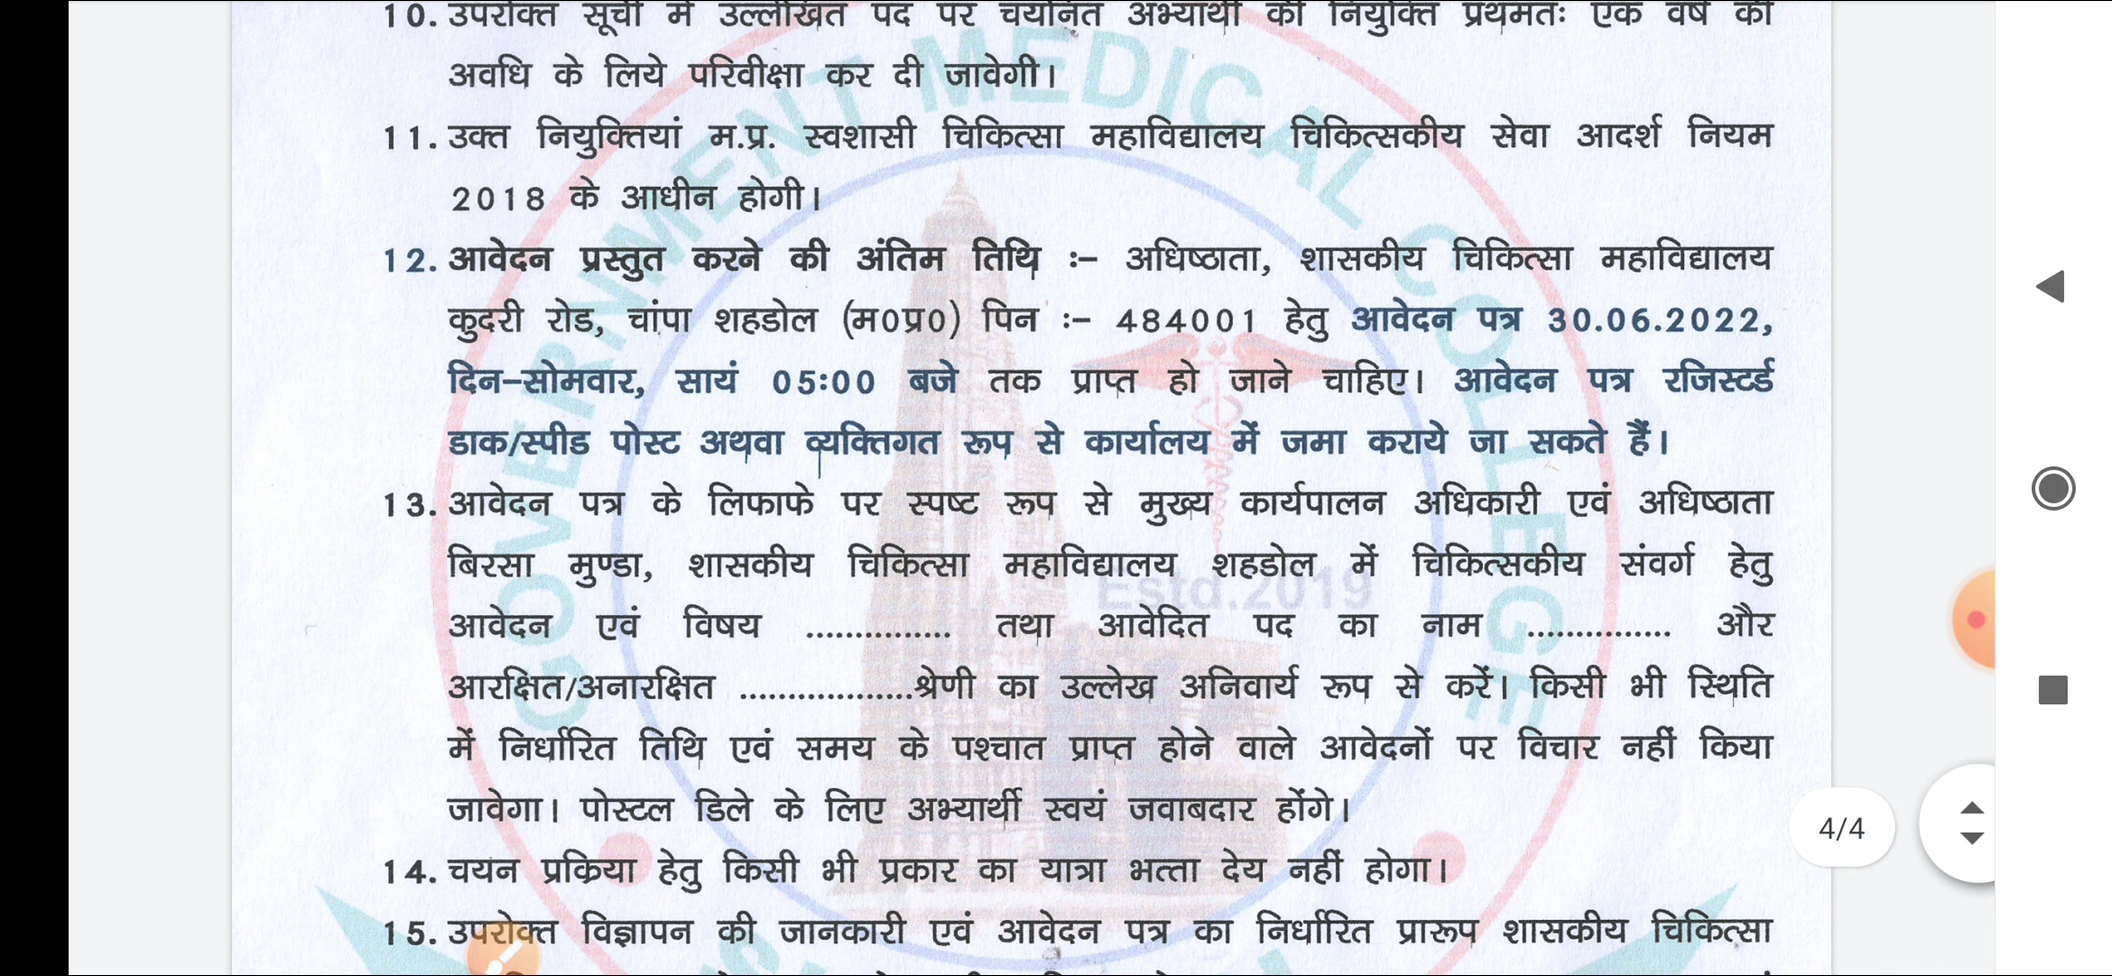 10. उपरोक्त सूची में उल्लेखित पद पर चयनित अभ्यार्थी की नियुक्ति प्रथमतः एक वर्ष की
अवधि के लिये परिवीक्षा कर दी जावेगी।
11. उक्त नियुक्तियां म.प्र. स्वशासी चिकित्सा महाविद्यालय चिकित्सकीय सेवा आदर्श नियम
2018 के आधीन होगी।
12. आवेदन प्रस्तुत करने की अंतिम तिथि :– अधिष्ठाता, शासकीय चिकित्सा महाविद्यालय
कुदरी रोड, चांपा शहडोल (म0प्र0) पिन :– 484001 हेतु आवेदन पत्र 30.06.2022,
दिन–सोमवार, सायं 05:00 बजे तक प्राप्त हो जाने चाहिए। आवेदन पत्र रजिस्टर्ड
डाक/स्पीड पोस्ट अथवा व्यक्तिगत रूप से कार्यालय में जमा कराये जा सकते हैं।
13. आवेदन पत्र के लिफाफे पर स्पष्ट रूप से मुख्य कार्यपालन अधिकारी एवं अधिष्ठाता
बिरसा मुण्डा, शासकीय चिकित्सा महाविद्यालय शहडोल में चिकित्सकीय संवर्ग हेतु
आवेदन एवं विषय ............... तथा आवेदित पद का नाम ............... और
आरक्षित/अनारक्षित ..................श्रेणी का उल्लेख अनिवार्य रूप से करें। किसी भी स्थिति
में निर्धारित तिथि एवं समय के पश्चात प्राप्त होने वाले आवेदनों पर विचार नहीं किया
जावेगा। पोस्टल डिले के लिए अभ्यार्थी स्वयं जवाबदार होंगे।
14. चयन प्रक्रिया हेतु किसी भी प्रकार का यात्रा भत्ता देय नहीं होगा।
15. उपरोक्त विज्ञापन की जानकारी एवं आवेदन पत्र का निर्धारित प्रारूप शासकीय चिकित्सा
GOVERNMENT MEDICAL COLLEGE
Estd.2019
4/4